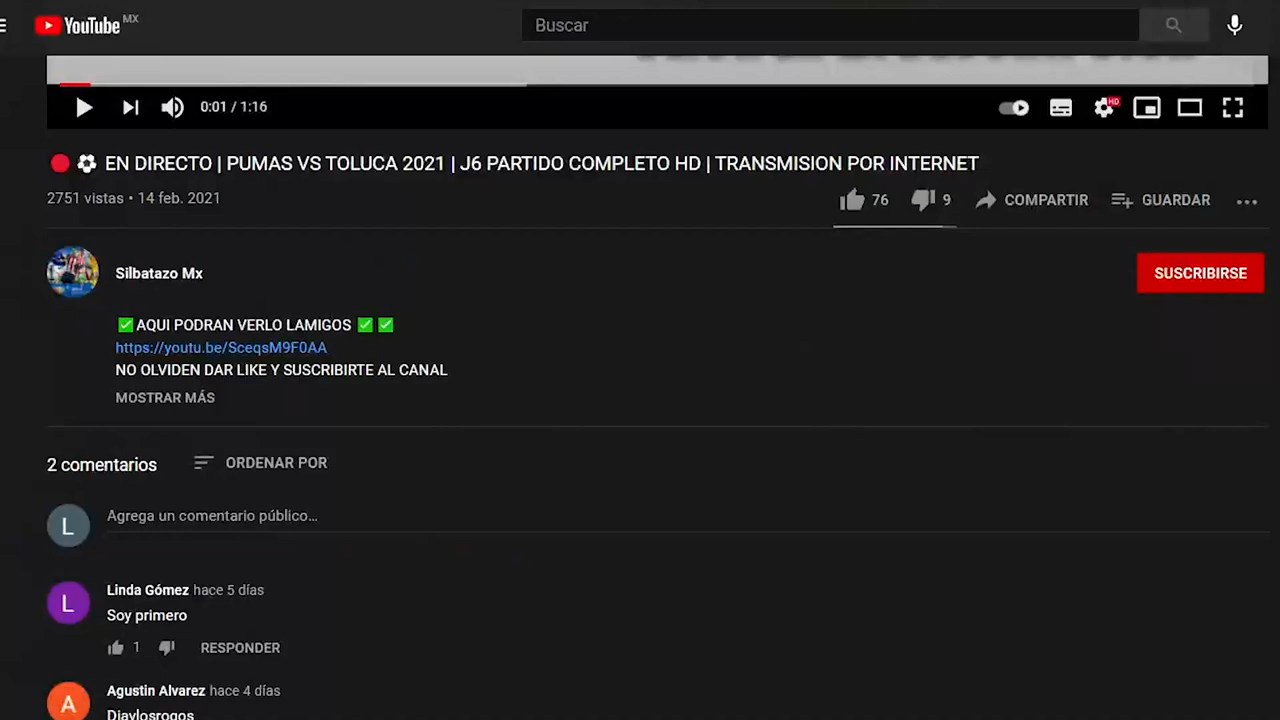 YouTube MX
Buscar
0:01 / 1:16
HD
EN DIRECTO | PUMAS VS TOLUCA 2021 | J6 PARTIDO COMPLETO HD | TRANSMISION POR INTERNET
2751 vistas • 14 feb. 2021
76
9
COMPARTIR
GUARDAR
Silbatazo Mx
SUSCRIBIRSE
✅AQUI PODRAN VERLO LAMIGOS ✅ ✅
https://youtu.be/SceqsM9F0AA
NO OLVIDEN DAR LIKE Y SUSCRIBIRTE AL CANAL
MOSTRAR MÁS
2 comentarios
ORDENAR POR
L
Agrega un comentario público...
L
Linda Gómez hace 5 días
Soy primero
1
RESPONDER
A
Agustin Alvarez hace 4 días
Diaylosrogos